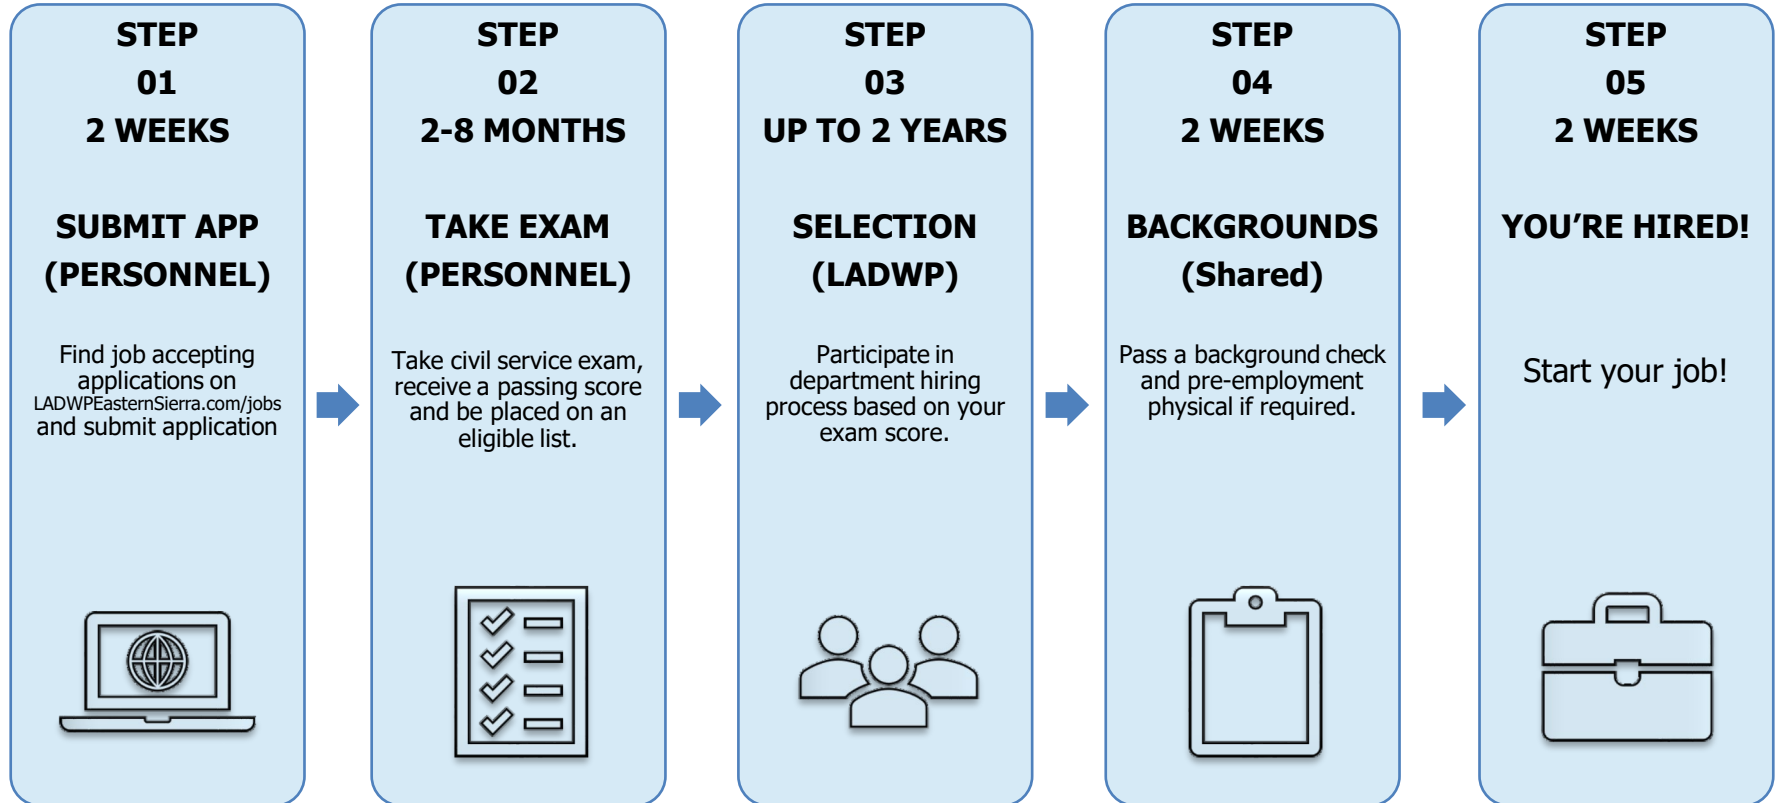 STEP
01
2 WEEKS
SUBMIT APP
(PERSONNEL)
Find job accepting
applications on
LADWPEasternSierra.com/jobs
and submit application
STEP
02
2-8 MONTHS
TAKE EXAM
(PERSONNEL)
Take civil service exam,
receive a passing score
and be placed on an
eligible list.
STEP
03
UP TO 2 YEARS
SELECTION
(LADWP)
Participate in
department hiring
process based on your
exam score.
STEP
04
2 WEEKS
BACKGROUNDS
(Shared)
Pass a background check
and pre-employment
physical if required.
STEP
05
2 WEEKS
YOU’RE HIRED!
Start your job!